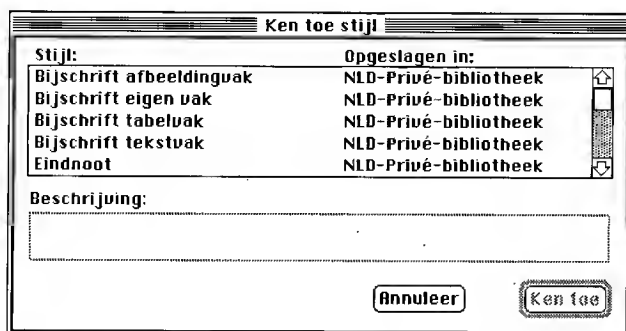 Ken toe stijl
Stijl: Opgeslagen in:
Bijschrift afbeeldingvak NLD-Privé-bibliotheek
Bijschrift eigen vak NLD-Privé-bibliotheek
Bijschrift tabelvak NLD-Privé-bibliotheek
Bijschrift tekstvak NLD-Privé-bibliotheek
Eindnoot NLD-Privé-bibliotheek
Beschrijving:
Annuleer Ken toe